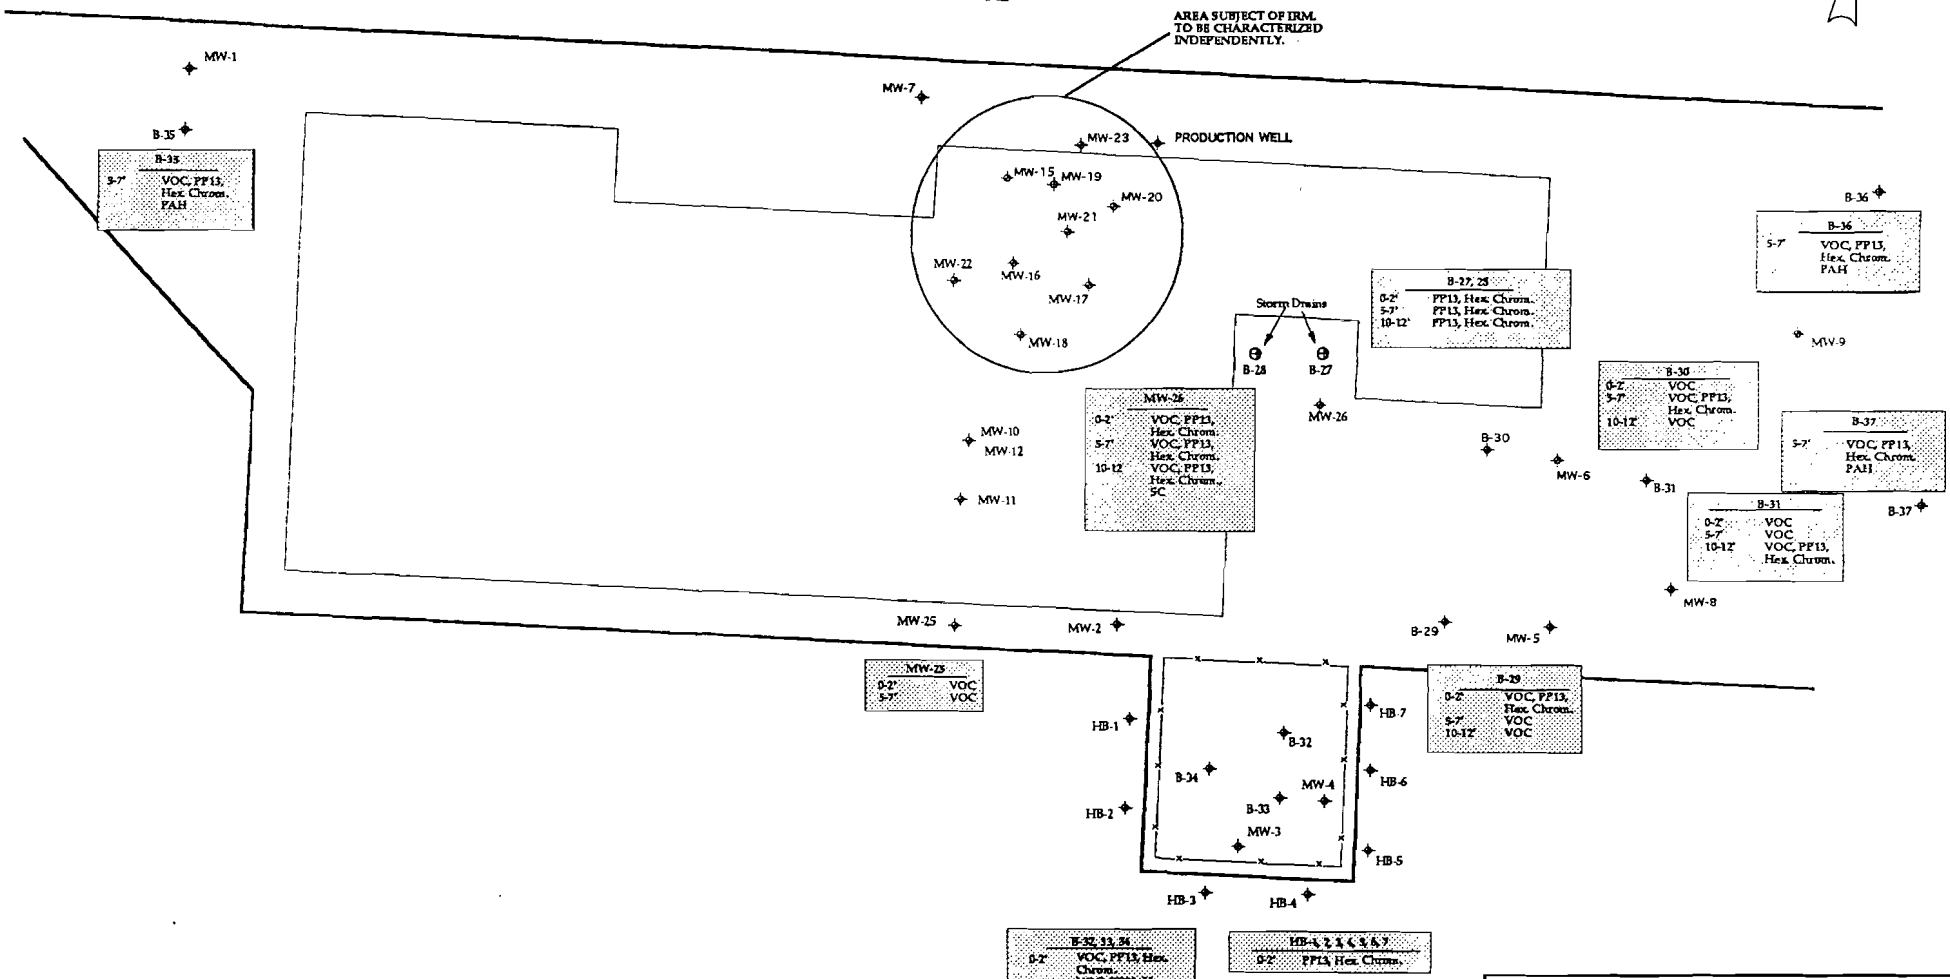 AREA SUBJECT OF IRM.
TO BE CHARACTERIZED
INDEPENDENTLY.
MW-1
MW-7
B-35
B-35
5-7' VOC, PP13,
Hex. Chrom.
PAH
MW-23
PRODUCTION WELL
MW-15
MW-19
MW-20
MW-21
MW-22
MW-16
MW-17
MW-18
B-36
B-36
5-7' VOC, PP13,
Hex. Chrom.
PAH
B-27, 28
0-2' PP13, Hex. Chrom.
5-7' PP13, Hex. Chrom.
10-12' PP13, Hex. Chrom.
Storm Drains
B-28
B-27
MW-26
MW-9
MW-26
0-2' VOC, PP13,
Hex. Chrom.
5-7' VOC, PP13,
Hex. Chrom.
10-12 VOC, PP13,
Hex. Chrom.,
SC
B-30
0-2' VOC
5-7' VOC, PP13,
Hex. Chrom.
10-12' VOC
MW-10
MW-12
MW-11
B-30
MW-6
B-31
B-37
5-7' VOC, PP13,
Hex. Chrom.
PAH
B-37
B-31
0-2' VOC
5-7' VOC
10-12' VOC, PP13,
Hex. Chrom.
MW-8
MW-25
MW-2
B-29
MW-5
MW-25
0-2' VOC
5-7' VOC
B-29
0-2' VOC, PP13,
Hex. Chrom.
5-7' VOC
10-12' VOC
HB-1
HB-7
B-32
B-34
HB-6
MW-4
B-33
HB-2
MW-3
HB-5
HB-3
HB-4
B-32, 33, 34
0-2' VOC, PP13, Hex.
Chrom.
HB-1, 2, 3, 4, 5, 6, 7
0-2' PP13, Hex. Chrom.